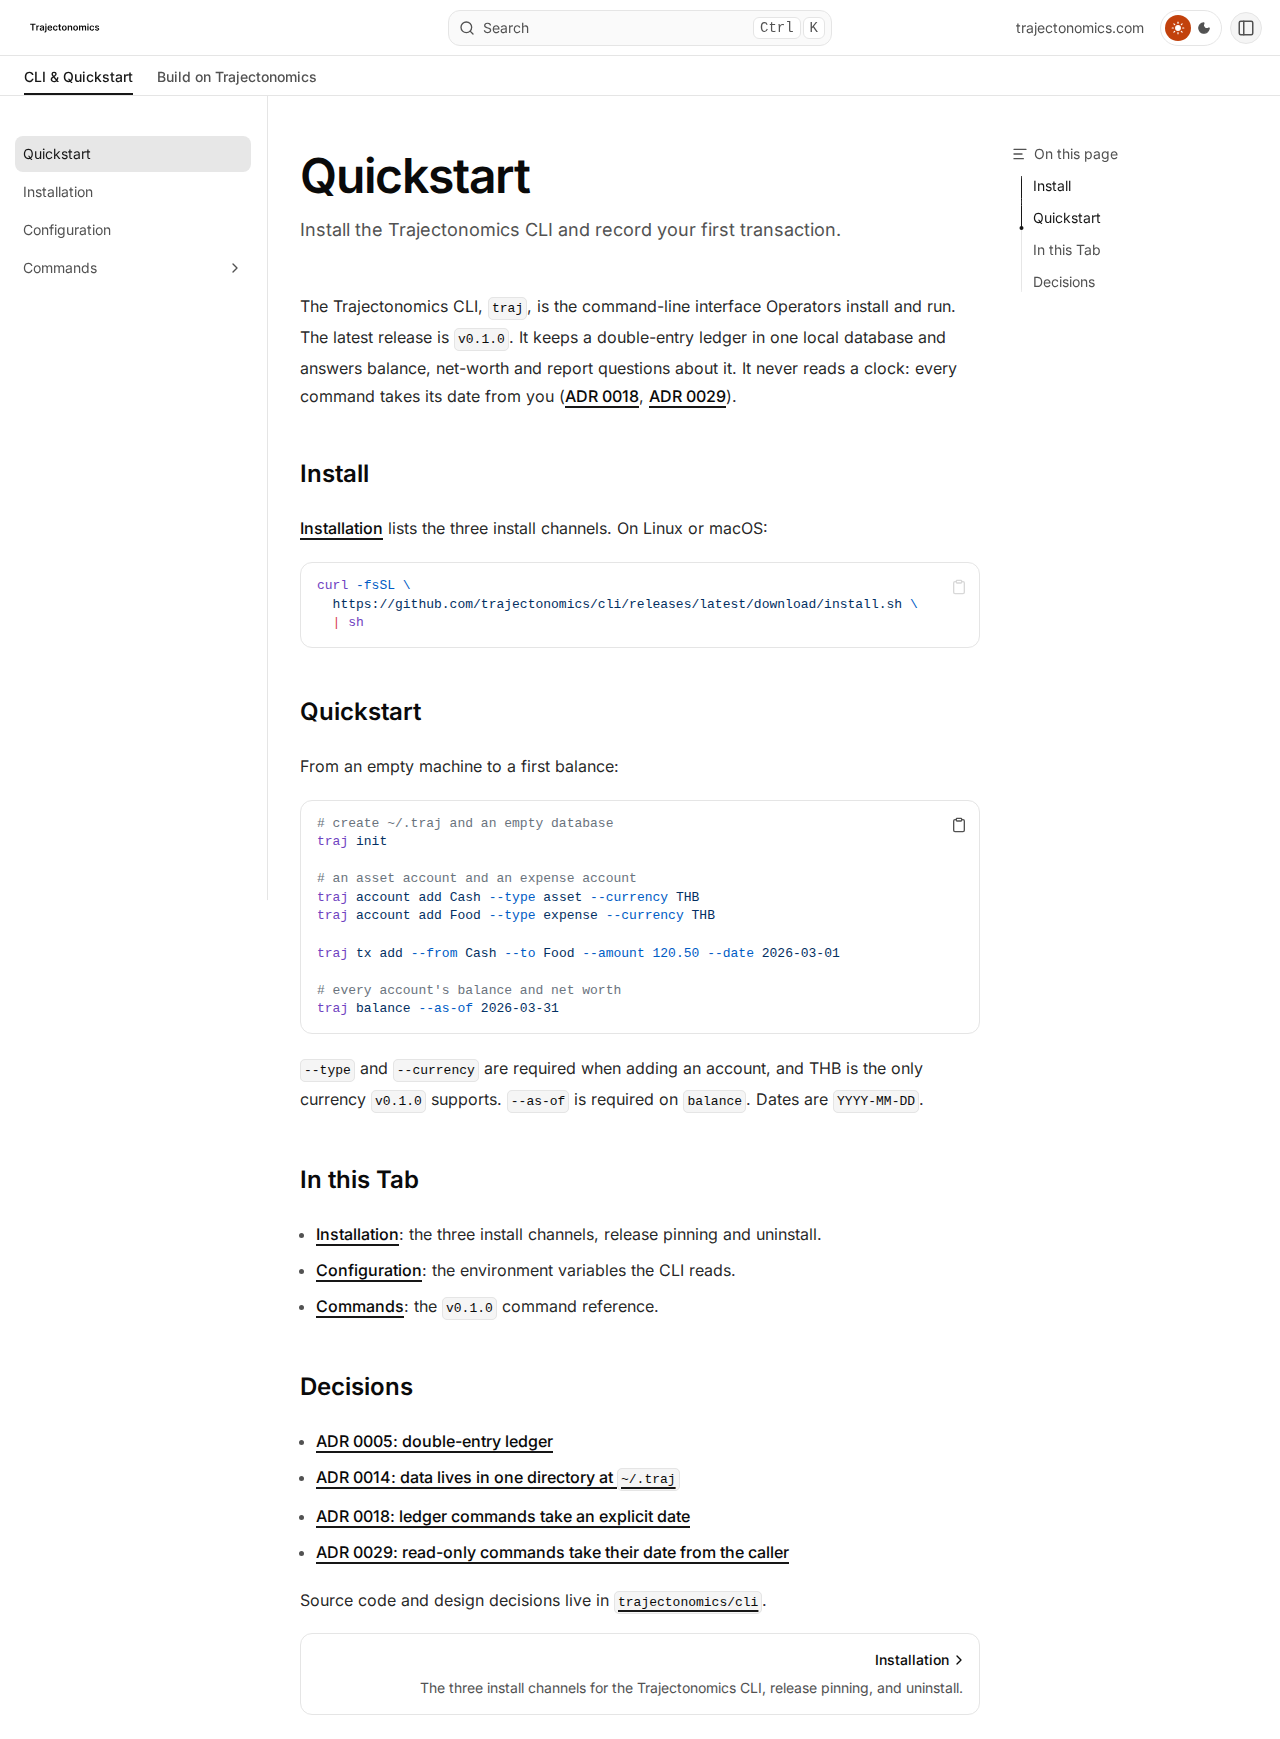 Trajectonomics
Search
Ctrl K
trajectonomics.com
CLI & Quickstart
Build on Trajectonomics
Quickstart
Installation
Configuration
Commands
Quickstart
Install the Trajectonomics CLI and record your first transaction.
The Trajectonomics CLI, traj, is the command-line interface Operators install and run.
The latest release is v0.1.0. It keeps a double-entry ledger in one local database and
answers balance, net-worth and report questions about it. It never reads a clock: every
command takes its date from you (ADR 0018, ADR 0029).
Install
Installation lists the three install channels. On Linux or macOS:
curl -fsSL \
  https://github.com/trajectonomics/cli/releases/latest/download/install.sh \
  | sh
Quickstart
From an empty machine to a first balance:
# create ~/.traj and an empty database
traj init
# an asset account and an expense account
traj account add Cash --type asset --currency THB
traj account add Food --type expense --currency THB
traj tx add --from Cash --to Food --amount 120.50 --date 2026-03-01
# every account's balance and net worth
traj balance --as-of 2026-03-31
--type and --currency are required when adding an account, and THB is the only
currency v0.1.0 supports. --as-of is required on balance. Dates are YYYY-MM-DD.
In this Tab
Installation: the three install channels, release pinning and uninstall.
Configuration: the environment variables the CLI reads.
Commands: the v0.1.0 command reference.
Decisions
ADR 0005: double-entry ledger
ADR 0014: data lives in one directory at ~/.traj
ADR 0018: ledger commands take an explicit date
ADR 0029: read-only commands take their date from the caller
Source code and design decisions live in trajectonomics/cli.
Installation
The three install channels for the Trajectonomics CLI, release pinning, and uninstall.
On this page
Install
Quickstart
In this Tab
Decisions